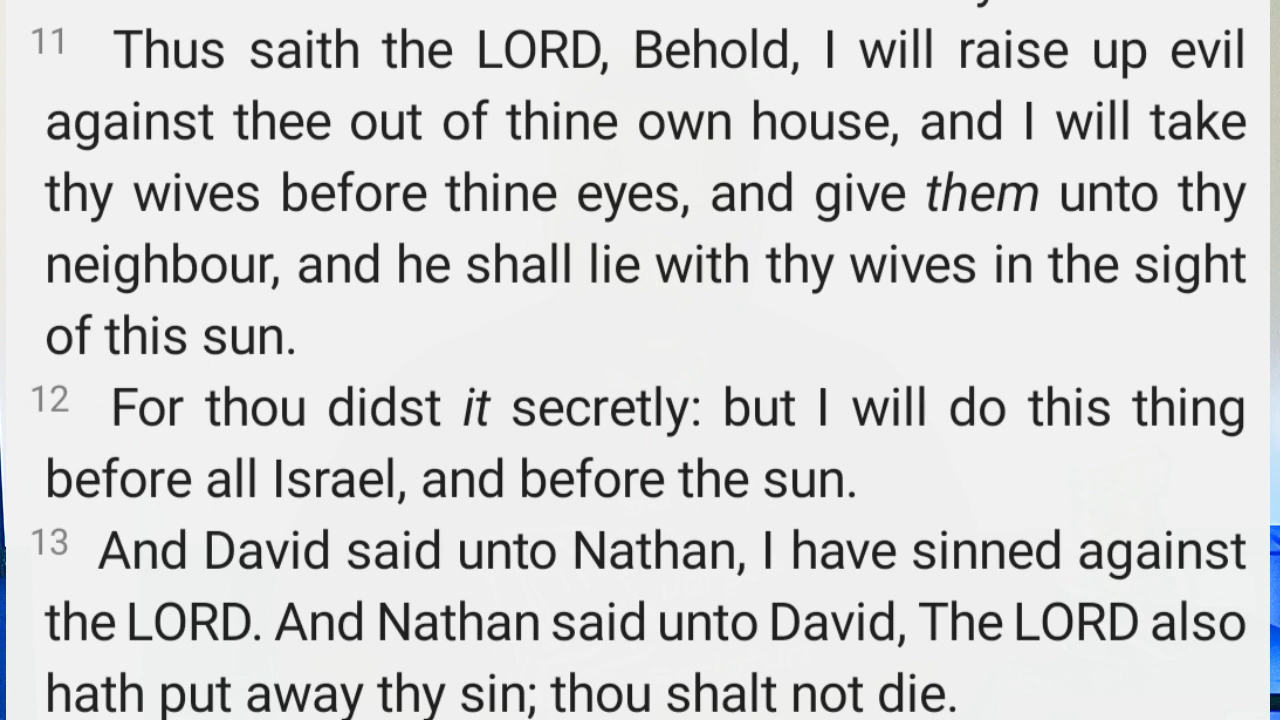 11 Thus saith the LORD, Behold, I will raise up evil
against thee out of thine own house, and I will take
thy wives before thine eyes, and give them unto thy
neighbour, and he shall lie with thy wives in the sight
of this sun.
12 For thou didst it secretly: but I will do this thing
before all Israel, and before the sun.
13 And David said unto Nathan, I have sinned against
the LORD. And Nathan said unto David, The LORD also
hath put away thy sin; thou shalt not die.